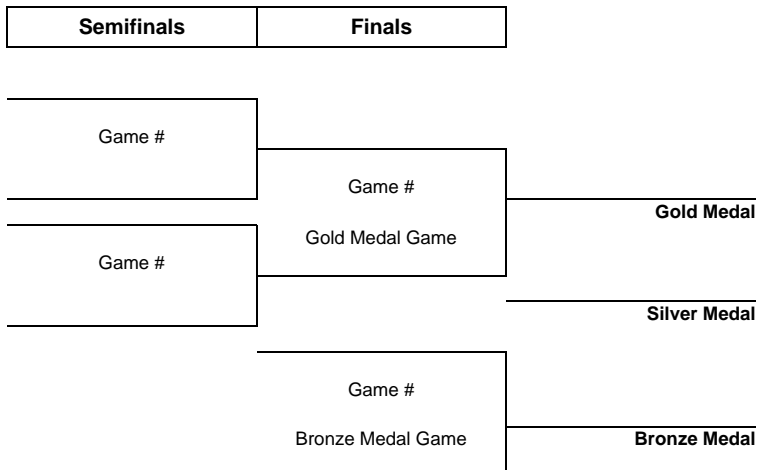 Semifinals Finals
Game #
Game #
Gold Medal
Gold Medal Game
Game #
Silver Medal
Game #
Bronze Medal Game Bronze Medal